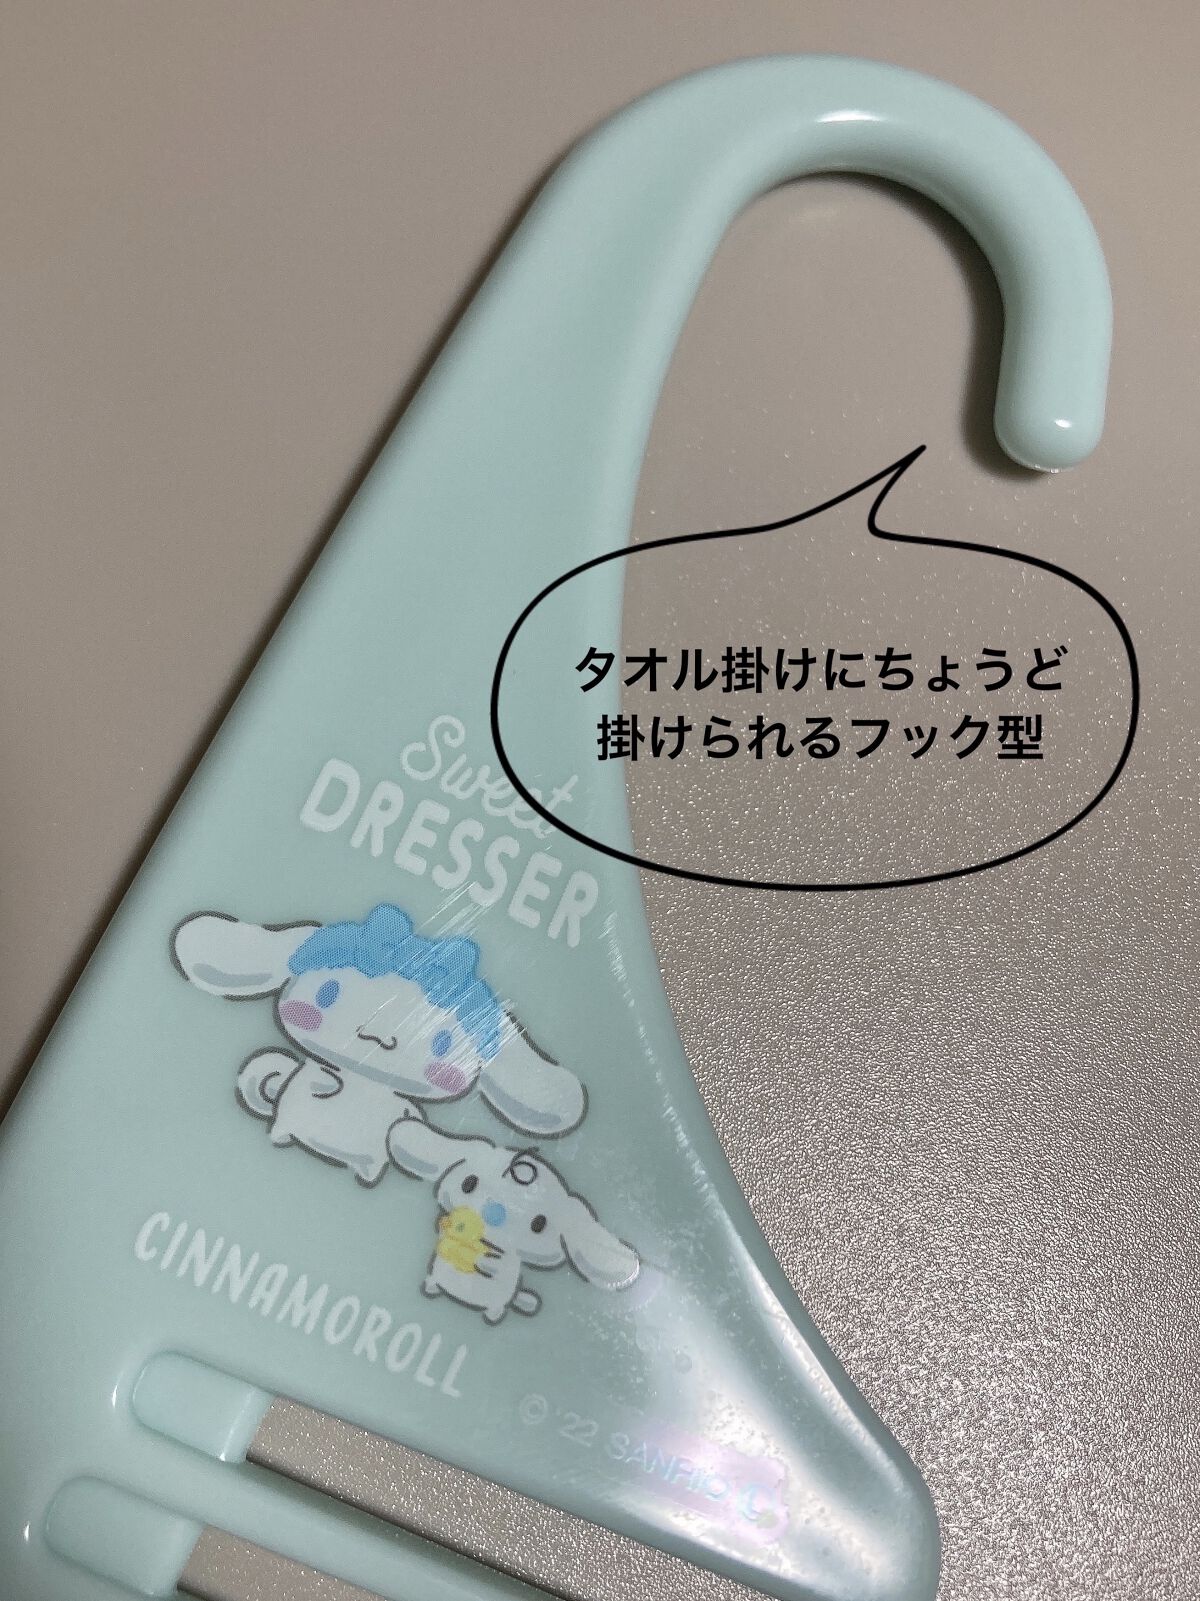 タオル掛けにちょうど
掛けられるフック型
Sweet
DRESSER
CINNAMOROLL
© '22 SANRIO